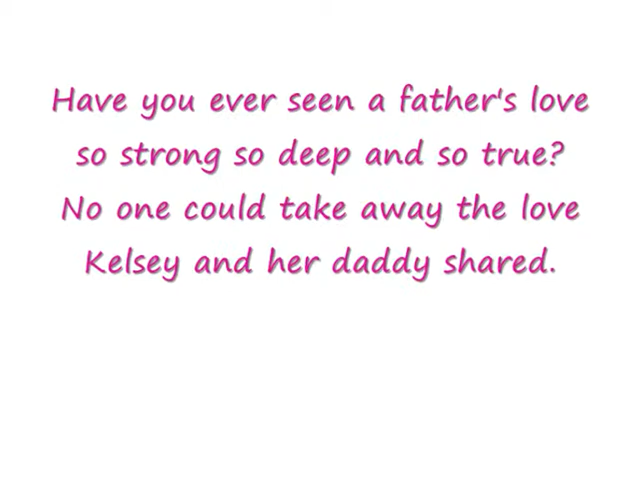 Have you ever seen a father's love
so strong so deep and so true?
No one could take away the love
Kelsey and her daddy shared.